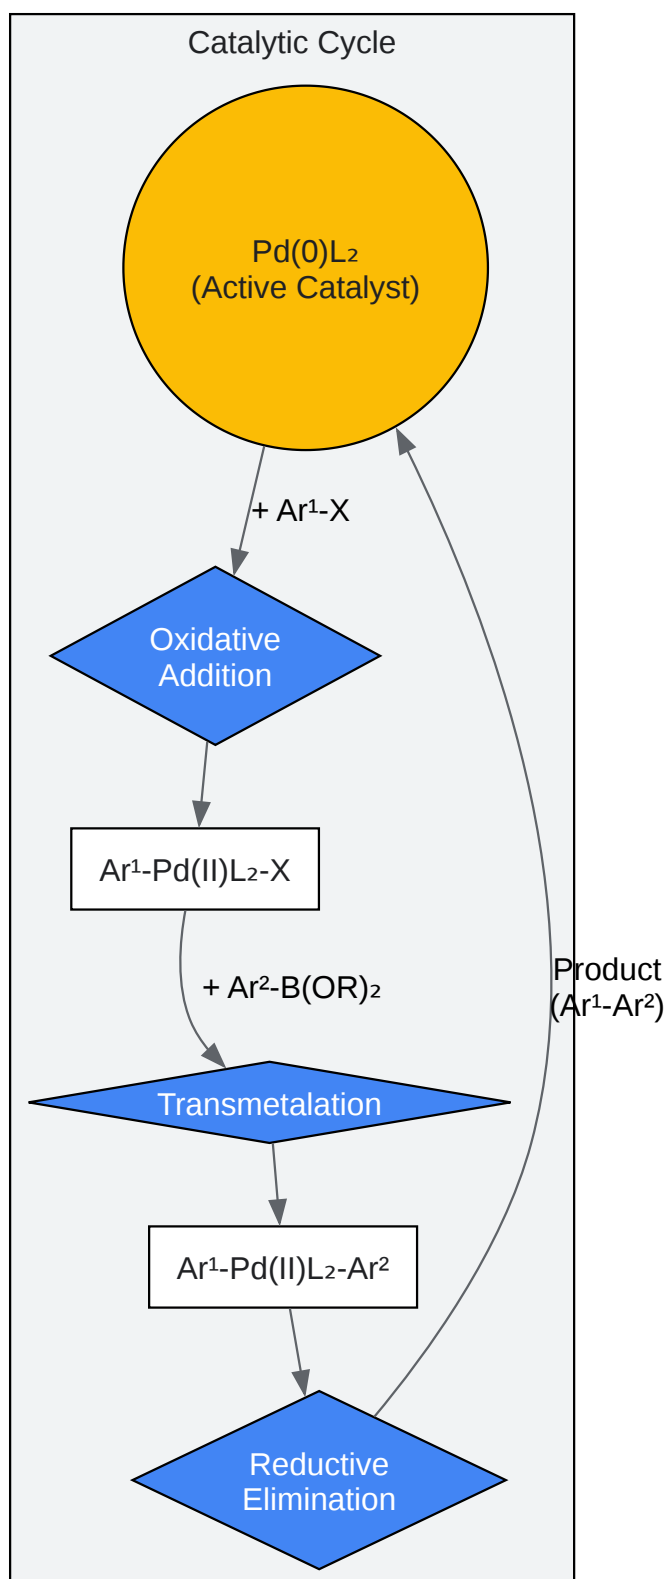 Catalytic Cycle
Pd(0)L₂
(Active Catalyst)
+ Ar¹-X
Oxidative
Addition
Ar¹-Pd(II)L₂-X
+ Ar²-B(OR)₂
Product
(Ar¹-Ar²)
Transmetalation
Ar¹-Pd(II)L₂-Ar²
Reductive
Elimination